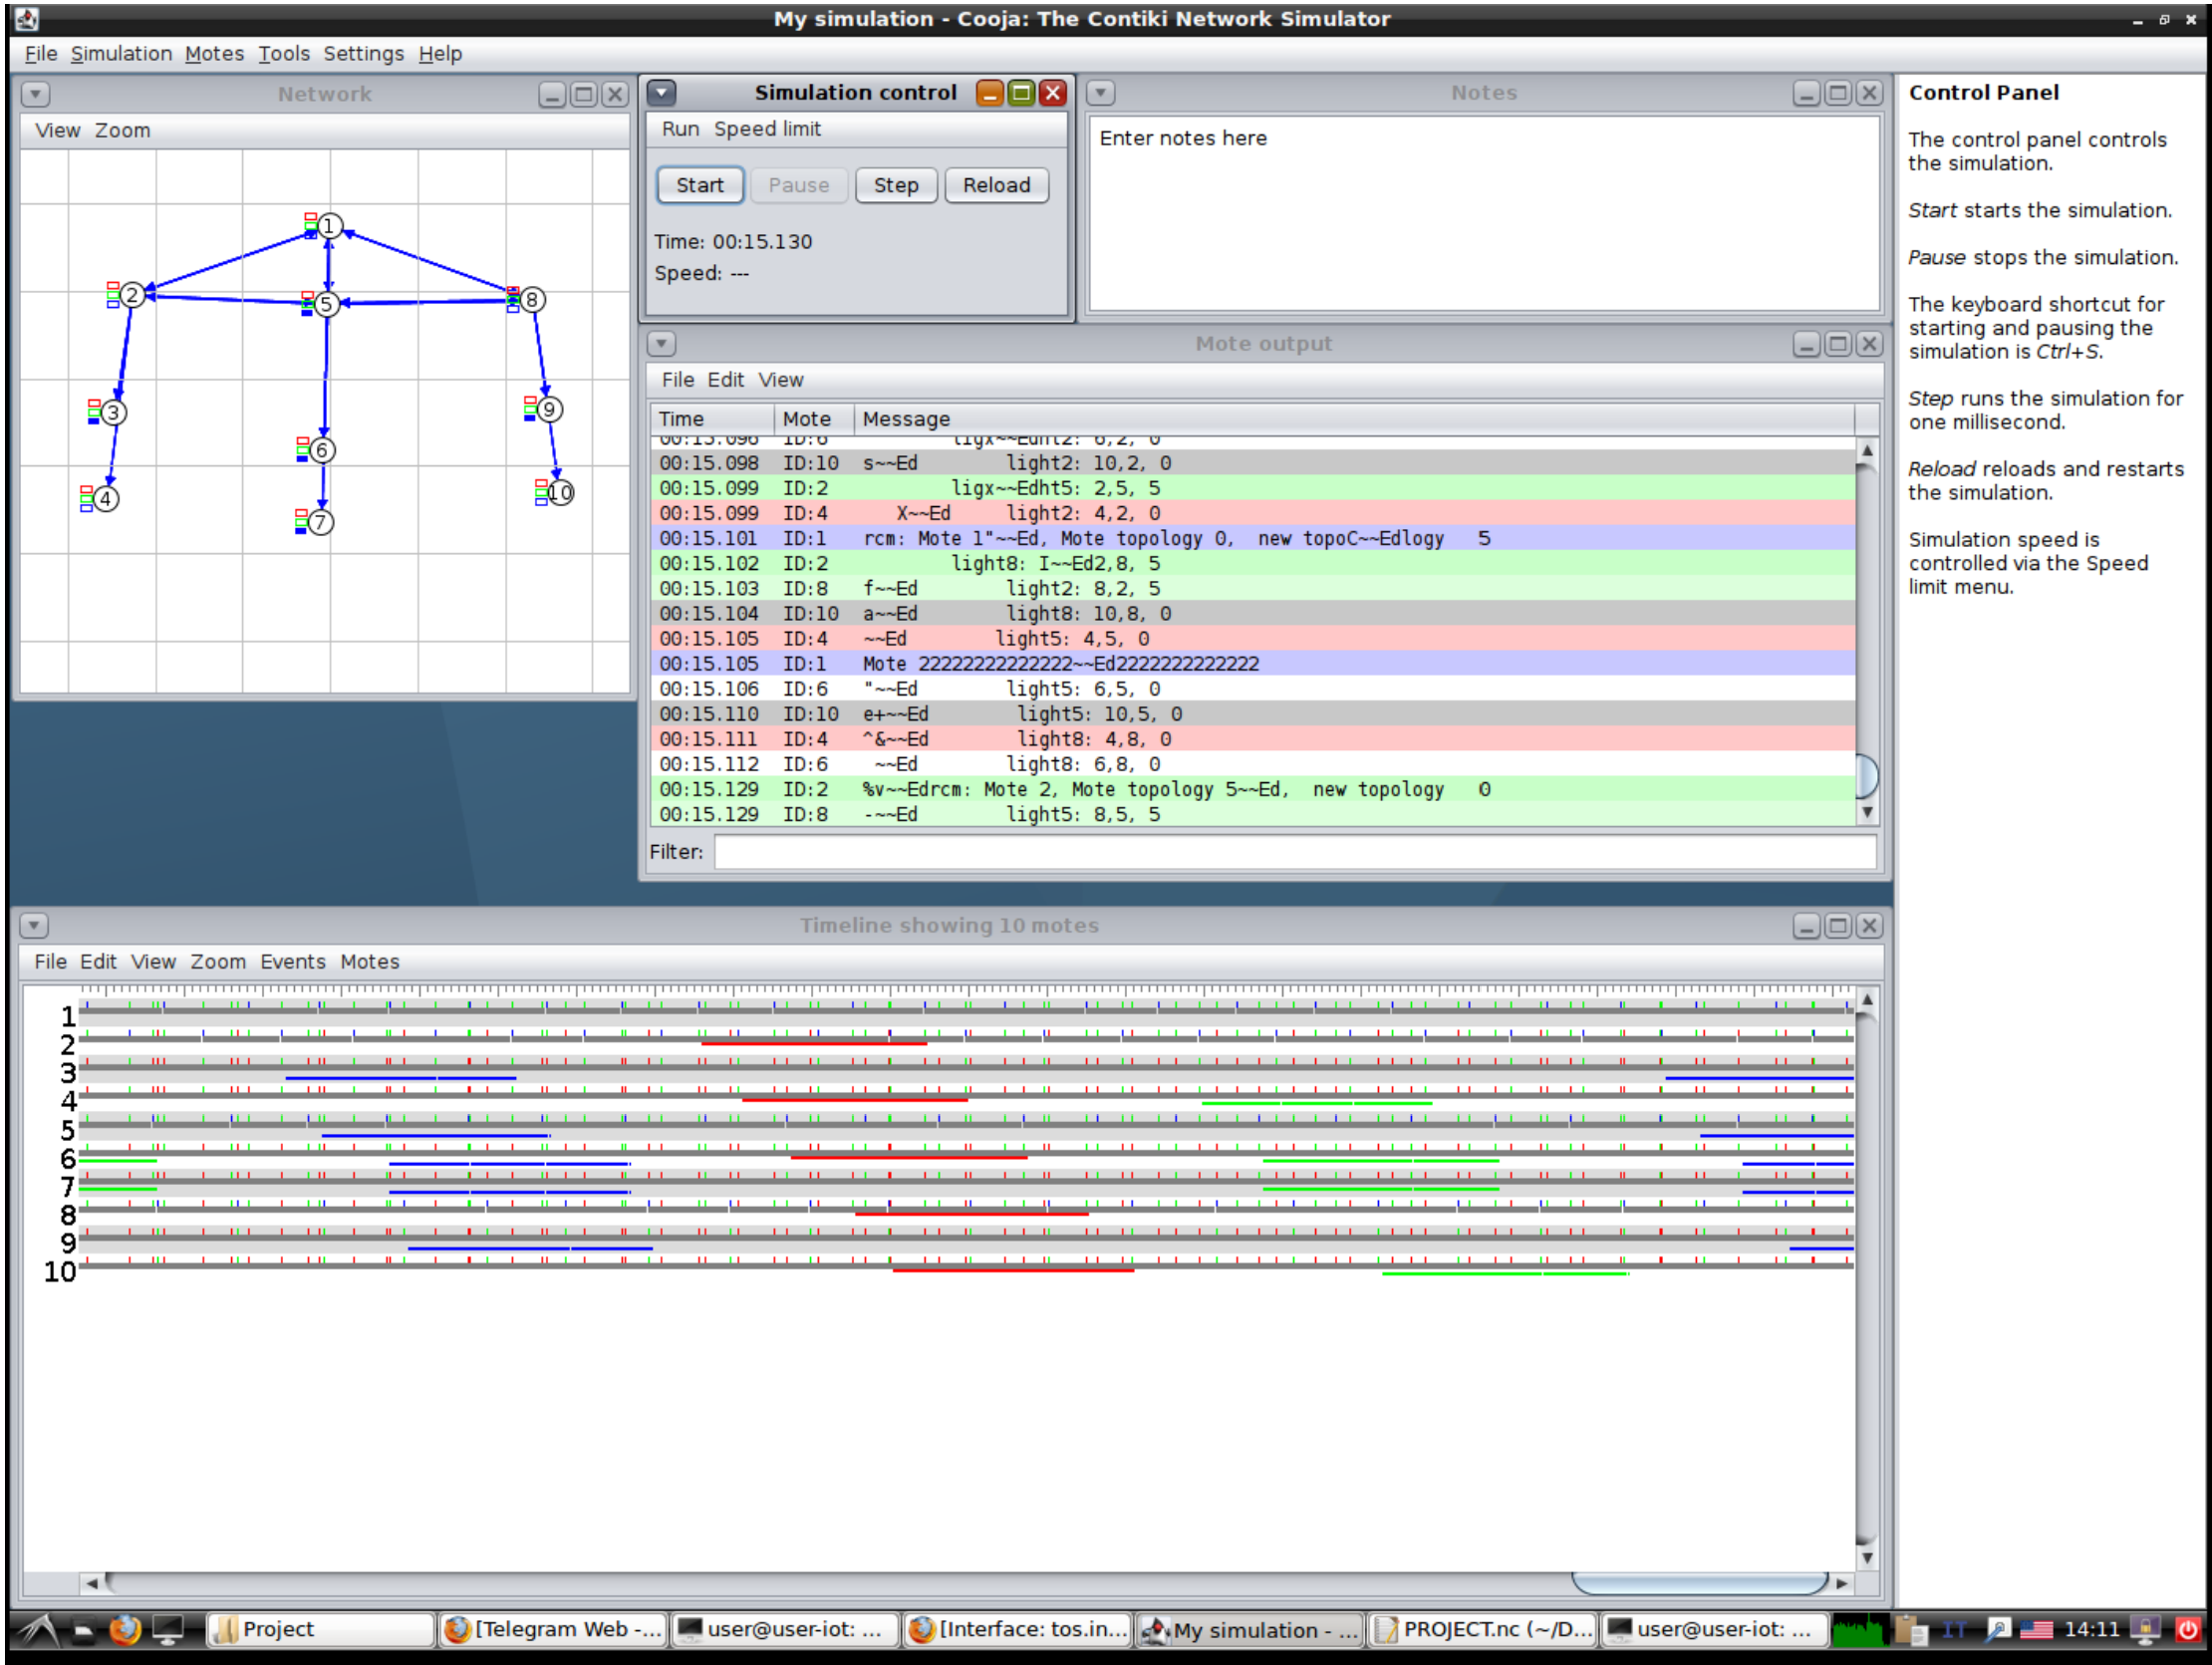 My simulation - Cooja: The Contiki Network Simulator
File Simulation Motes Tools Settings Help
Network
View Zoom
1
2
5
8
3
9
6
4
10
7
Simulation control
Run Speed limit
Start Pause Step Reload
Time: 00:15.130
Speed: ---
Notes
Enter notes here
Mote output
File Edit View
Time Mote Message
00:15.096 ID:6 ligx~~Edht2: 6,2, 0
00:15.098 ID:10 s~~Ed light2: 10,2, 0
00:15.099 ID:2 ligx~~Edht5: 2,5, 5
00:15.099 ID:4 X~~Ed light2: 4,2, 0
00:15.101 ID:1 rcm: Mote 1"~~Ed, Mote topology 0, new topoC~~Edlogy 5
00:15.102 ID:2 light8: I~~Ed2,8, 5
00:15.103 ID:8 f~~Ed light2: 8,2, 5
00:15.104 ID:10 a~~Ed light8: 10,8, 0
00:15.105 ID:4 ~~Ed light5: 4,5, 0
00:15.105 ID:1 Mote 22222222222222~~Ed2222222222222
00:15.106 ID:6 "~~Ed light5: 6,5, 0
00:15.110 ID:10 e+~~Ed light5: 10,5, 0
00:15.111 ID:4 ^&~~Ed light8: 4,8, 0
00:15.112 ID:6 ~~Ed light8: 6,8, 0
00:15.129 ID:2 %v~~Edrcm: Mote 2, Mote topology 5~~Ed, new topology 0
00:15.129 ID:8 -~~Ed light5: 8,5, 5
Filter:
Control Panel
The control panel controls
the simulation.
Start starts the simulation.
Pause stops the simulation.
The keyboard shortcut for
starting and pausing the
simulation is Ctrl+S.
Step runs the simulation for
one millisecond.
Reload reloads and restarts
the simulation.
Simulation speed is
controlled via the Speed
limit menu.
Timeline showing 10 motes
File Edit View Zoom Events Motes
1
2
3
4
5
6
7
8
9
10
Project [Telegram Web -... user@user-iot: ... [Interface: tos.in... My simulation - ... PROJECT.nc (~/D... user@user-iot: ... IT 14:11